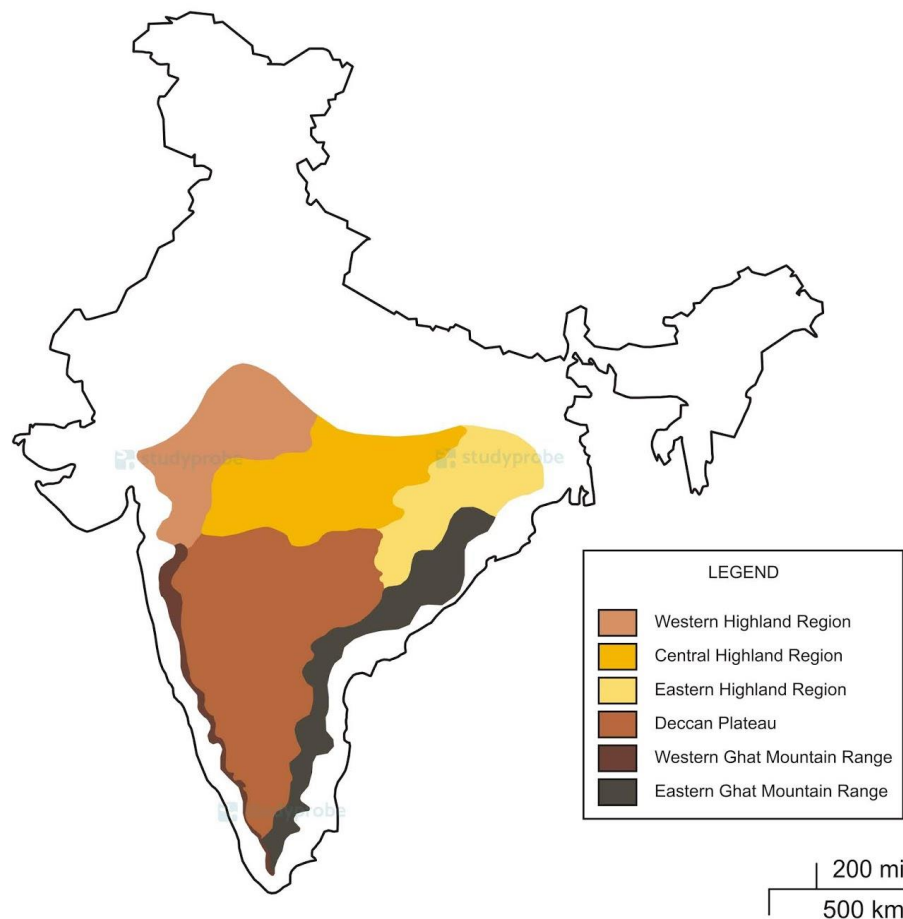 studyprobe
studyprobe
studyprobe
LEGEND
Western Highland Region
Central Highland Region
Eastern Highland Region
Deccan Plateau
Western Ghat Mountain Range
Eastern Ghat Mountain Range
200 mi
500 km